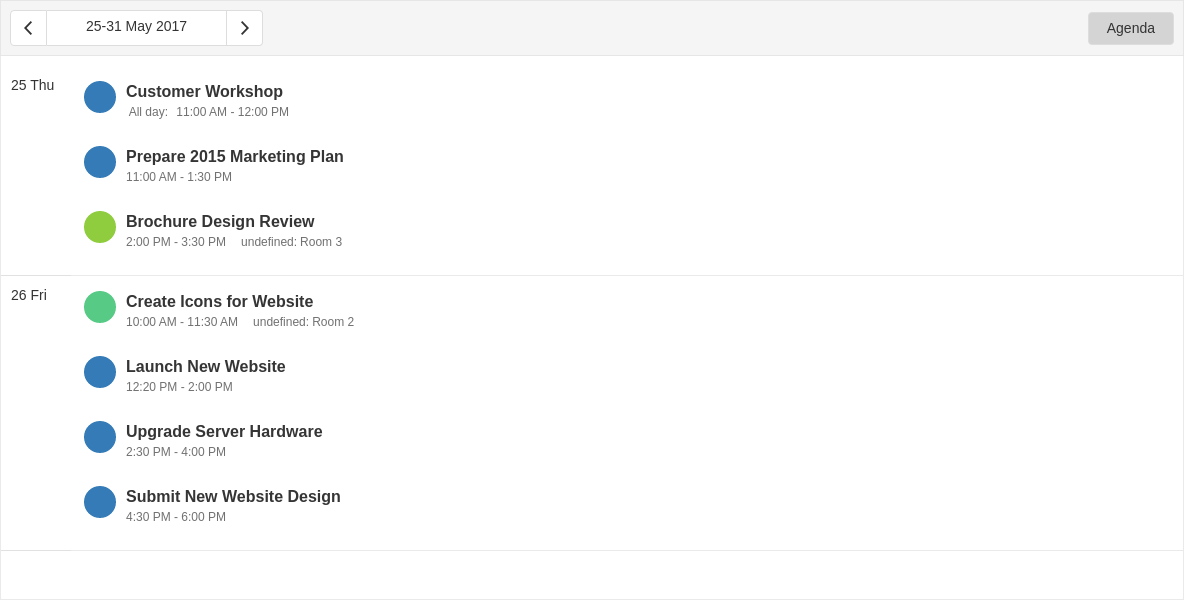 25-31 May 2017
Agenda
25 Thu
Customer Workshop
All day: 11:00 AM - 12:00 PM
Prepare 2015 Marketing Plan
11:00 AM - 1:30 PM
Brochure Design Review
2:00 PM - 3:30 PM undefined: Room 3
26 Fri
Create Icons for Website
10:00 AM - 11:30 AM undefined: Room 2
Launch New Website
12:20 PM - 2:00 PM
Upgrade Server Hardware
2:30 PM - 4:00 PM
Submit New Website Design
4:30 PM - 6:00 PM